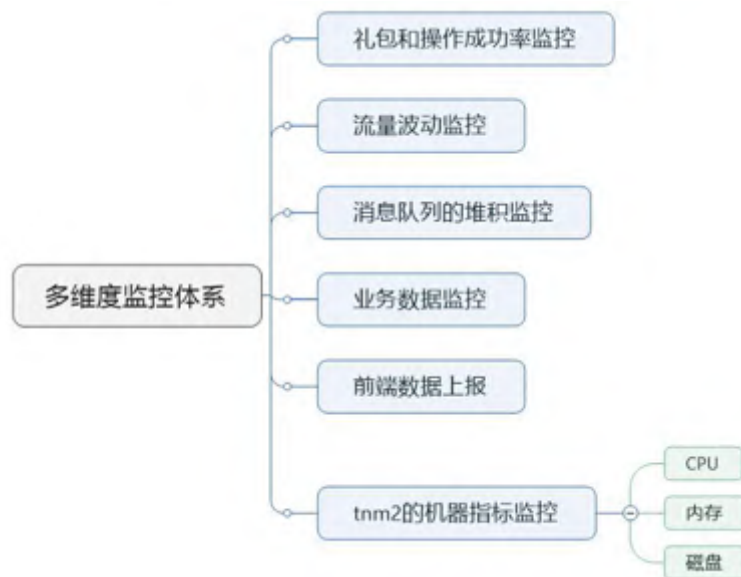 礼包和操作成功率监控
流量波动监控
消息队列的堆积监控
多维度监控体系
业务数据监控
前端数据上报
CPU
tnm2的机器指标监控
内存
磁盘